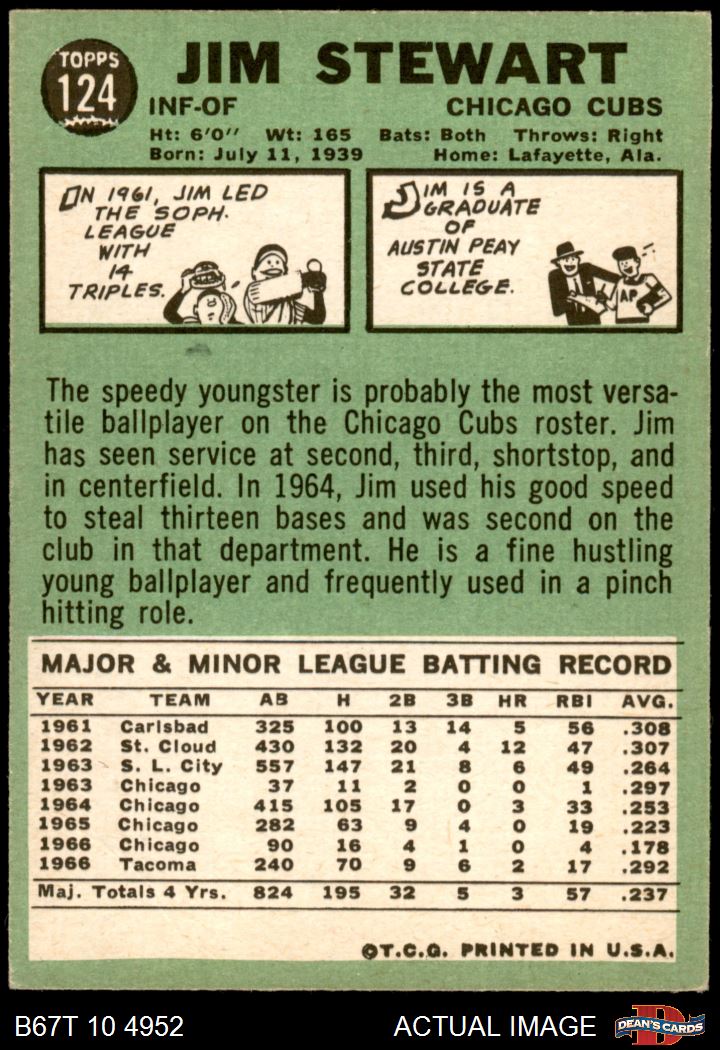 TOPPS
124
JIM STEWART
INF-OF CHICAGO CUBS
Ht: 6'0" Wt: 165 Bats: Both Throws: Right
Born: July 11, 1939 Home: Lafayette, Ala.
IN 1961, JIM LED
THE SOPH.
LEAGUE
WITH
14
TRIPLES.
JIM IS A
GRADUATE
OF
AUSTIN PEAY
STATE
COLLEGE.
AP
The speedy youngster is probably the most versa-
tile ballplayer on the Chicago Cubs roster. Jim
has seen service at second, third, shortstop, and
in centerfield. In 1964, Jim used his good speed
to steal thirteen bases and was second on the
club in that department. He is a fine hustling
young ballplayer and frequently used in a pinch
hitting role.
MAJOR & MINOR LEAGUE BATTING RECORD
YEAR TEAM AB H 2B 3B HR RBI AVG.
1961 Carlsbad 325 100 13 14 5 56 .308
1962 St. Cloud 430 132 20 4 12 47 .307
1963 S. L. City 557 147 21 8 6 49 .264
1963 Chicago 37 11 2 0 0 1 .297
1964 Chicago 415 105 17 0 3 33 .253
1965 Chicago 282 63 9 4 0 19 .223
1966 Chicago 90 16 4 1 0 4 .178
1966 Tacoma 240 70 9 6 2 17 .292
Maj. Totals 4 Yrs. 824 195 32 5 3 57 .237
©T.C.G. PRINTED IN U.S.A.
B67T 10 4952 ACTUAL IMAGE
D
DEAN'S CARDS